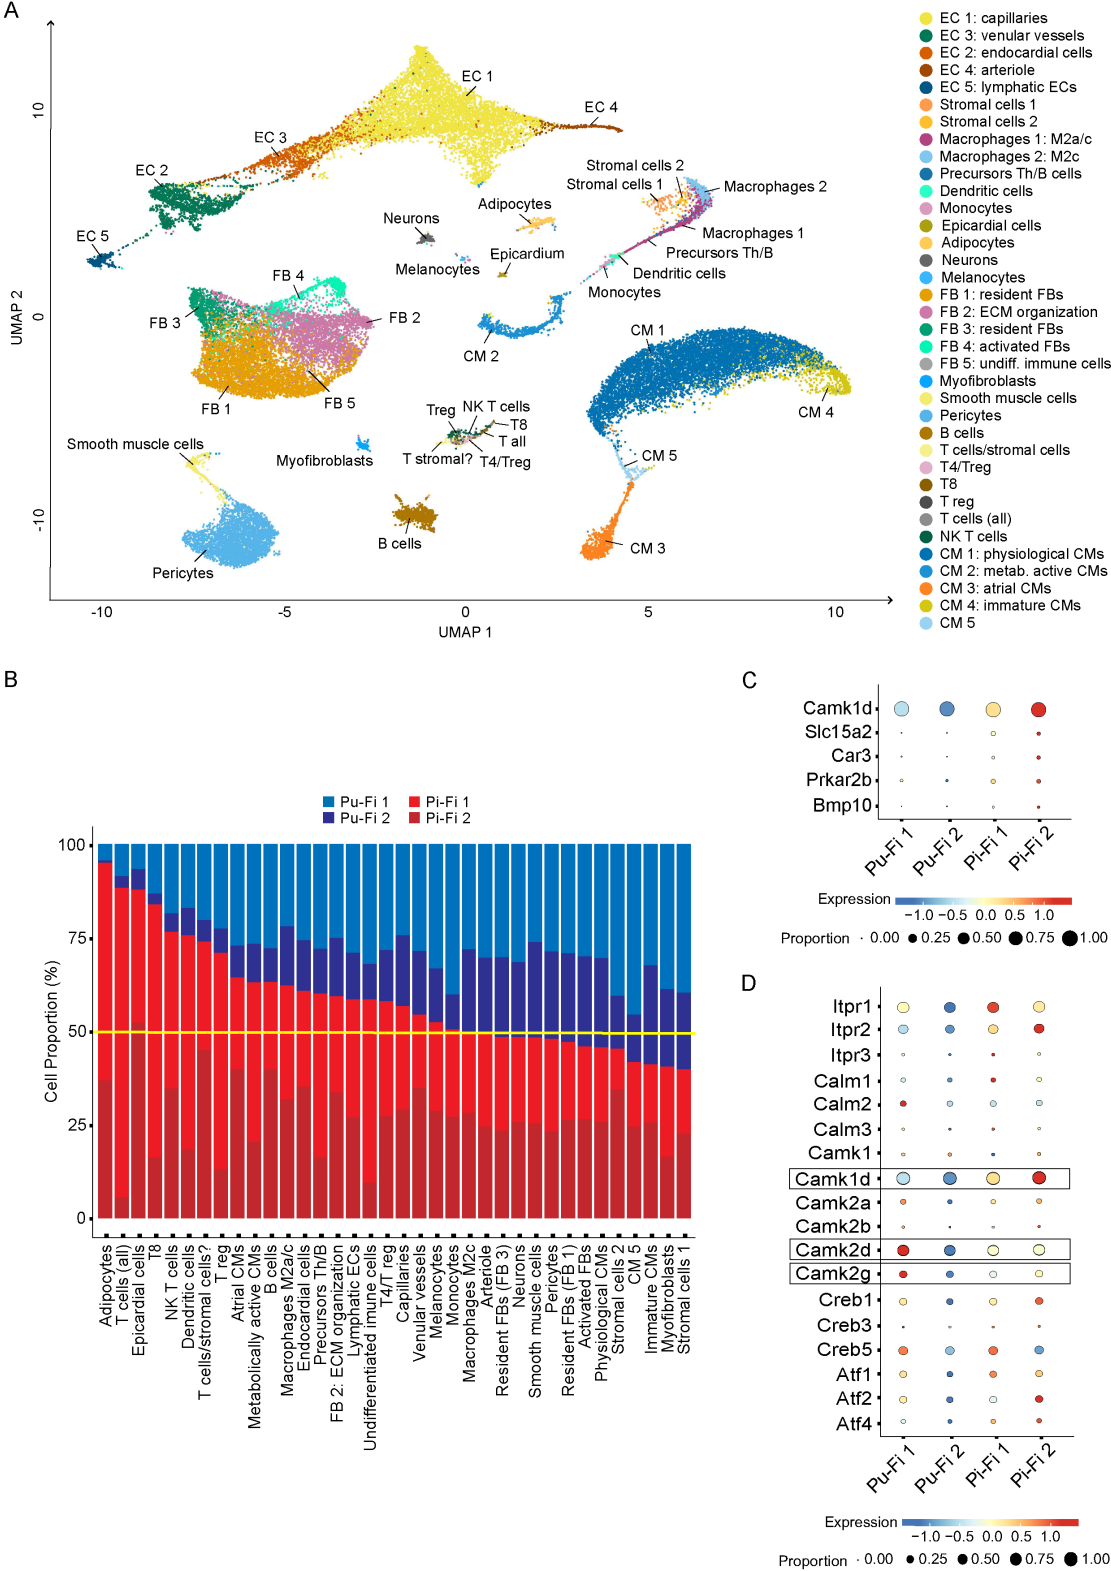 A
EC 1: capillaries
EC 3: venular vessels
EC 2: endocardial cells
EC 4: arteriole
EC 5: lymphatic ECs
Stromal cells 1
Stromal cells 2
Macrophages 1: M2a/c
Macrophages 2: M2c
Precursors Th/B cells
Dendritic cells
Monocytes
Epicardial cells
Adipocytes
Neurons
Melanocytes
FB 1: resident FBs
FB 2: ECM organization
FB 3: resident FBs
FB 4: activated FBs
FB 5: undiff. immune cells
Myofibroblasts
Smooth muscle cells
Pericytes
B cells
T cells/stromal cells
T4/Treg
T8
T reg
T cells (all)
NK T cells
CM 1: physiological CMs
CM 2: metab. active CMs
CM 3: atrial CMs
CM 4: immature CMs
CM 5
EC 1
EC 4
EC 3
EC 2
EC 5
Stromal cells 2
Stromal cells 1
Macrophages 2
Adipocytes
Neurons
Macrophages 1
Precursors Th/B
Epicardium
Melanocytes
Dendritic cells
Monocytes
FB 4
FB 3
FB 2
CM 1
CM 2
FB 1
FB 5
CM 4
Treg
NK T cells
T8
T all
Smooth muscle cells
Myofibroblasts
T stromal?
T4/Treg
CM 5
B cells
CM 3
Pericytes
UMAP 2
10
0
-10
-10
-5
0
5
10
UMAP 1
B
Pu-Fi 1
Pi-Fi 1
Pu-Fi 2
Pi-Fi 2
Cell Proportion (%)
100
75
50
25
0
Adipocytes
T cells (all)
Epicardial cells
T8
NK T cells
Dendritic cells
T cells/stromal cells?
T reg
Atrial CMs
Metabolically active CMs
B cells
Macrophages M2a/c
Endocardial cells
Precursors Th/B
FB 2: ECM organization
Lymphatic ECs
Undifferentiated immune cells
T4/T reg
Capillaries
Venular vessels
Melanocytes
Monocytes
Macrophages M2c
Arteriole
Resident FBs (FB 3)
Neurons
Smooth muscle cells
Pericytes
Resident FBs (FB 1)
Activated FBs
Physiological CMs
Stromal cells 2
CM 5
Immature CMs
Myofibroblasts
Stromal cells 1
C
Camk1d
Slc15a2
Car3
Prkar2b
Bmp10
Pu-Fi 1
Pu-Fi 2
Pi-Fi 1
Pi-Fi 2
Expression
−1.0 −0.5 0.0 0.5 1.0
Proportion · 0.00 0.25 0.50 0.75 1.00
D
Itpr1
Itpr2
Itpr3
Calm1
Calm2
Calm3
Camk1
Camk1d
Camk2a
Camk2b
Camk2d
Camk2g
Creb1
Creb3
Creb5
Atf1
Atf2
Atf4
Pu-Fi 1
Pu-Fi 2
Pi-Fi 1
Pi-Fi 2
Expression
−1.0 −0.5 0.0 0.5 1.0
Proportion · 0.00 0.25 0.50 0.75 1.00